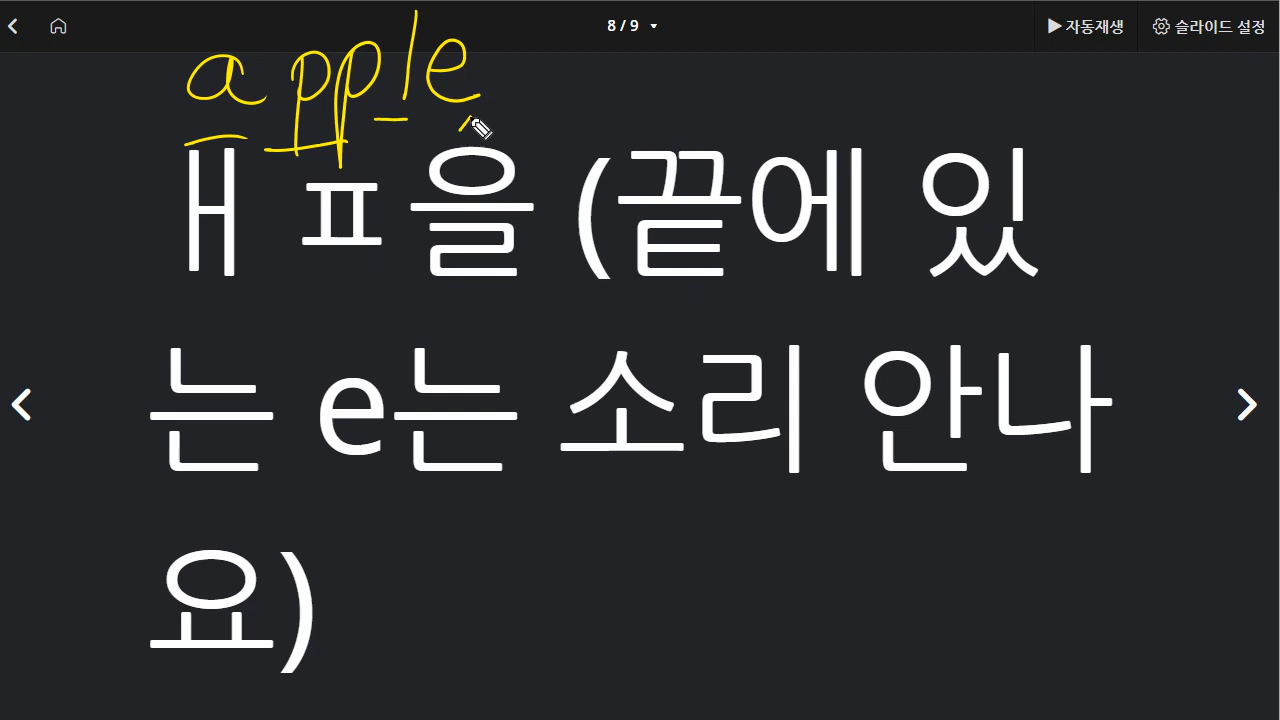 8 / 9
자동재생
슬라이드 설정
apple
ㅐ ㅍ을 (끝에 있
는 e는 소리 안나
요)